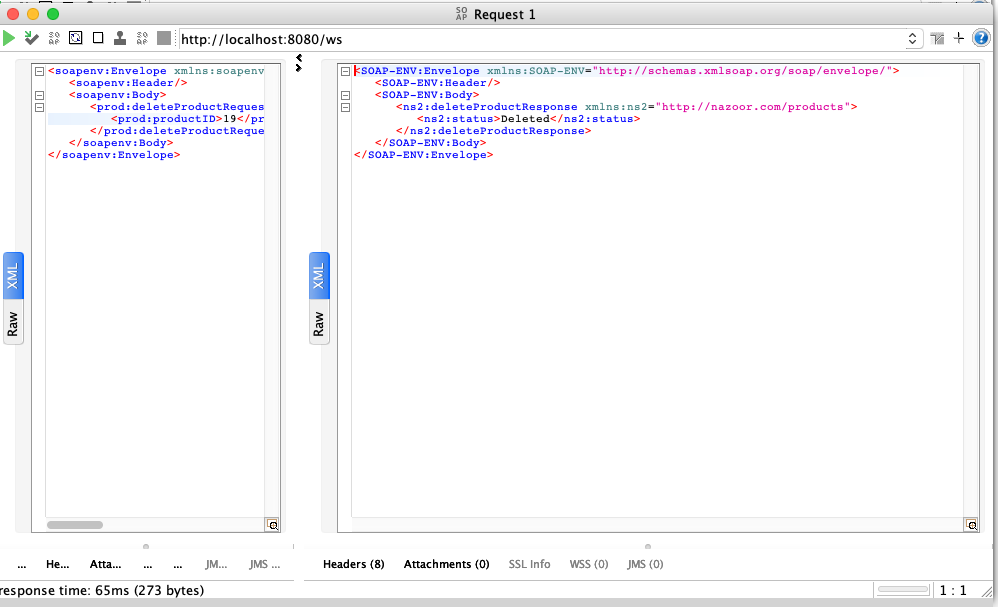 SO
AP Request 1
SO
AP
SO
AP
http://localhost:8080/ws
<soapenv:Envelope xmlns:soapenv
<soapenv:Header/>
<soapenv:Body>
<prod:deleteProductReques
<prod:productID>19</pr
</prod:deleteProductReque
</soapenv:Body>
</soapenv:Envelope>
XML
Raw
<SOAP-ENV:Envelope xmlns:SOAP-ENV="http://schemas.xmlsoap.org/soap/envelope/">
<SOAP-ENV:Header/>
<SOAP-ENV:Body>
<ns2:deleteProductResponse xmlns:ns2="http://nazoor.com/products">
<ns2:status>Deleted</ns2:status>
</ns2:deleteProductResponse>
</SOAP-ENV:Body>
</SOAP-ENV:Envelope>
XML
Raw
... He... Atta... ... ... JM... JMS ...
Headers (8) Attachments (0) SSL Info WSS (0) JMS (0)
response time: 65ms (273 bytes)
1 : 1